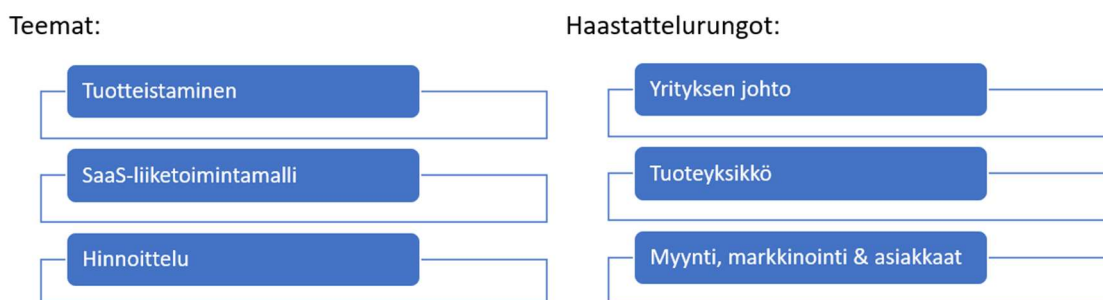 Teemat:
Tuotteistaminen
SaaS-liiketoimintamalli
Hinnoittelu
Haastattelurungot:
Yrityksen johto
Tuoteyksikkö
Myynti, markkinointi & asiakkaat